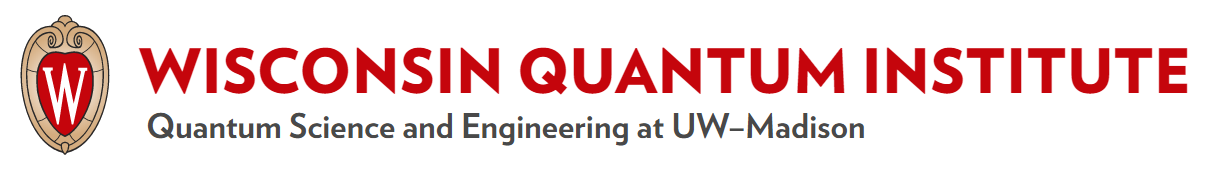 W
WISCONSIN QUANTUM INSTITUTE
Quantum Science and Engineering at UW–Madison